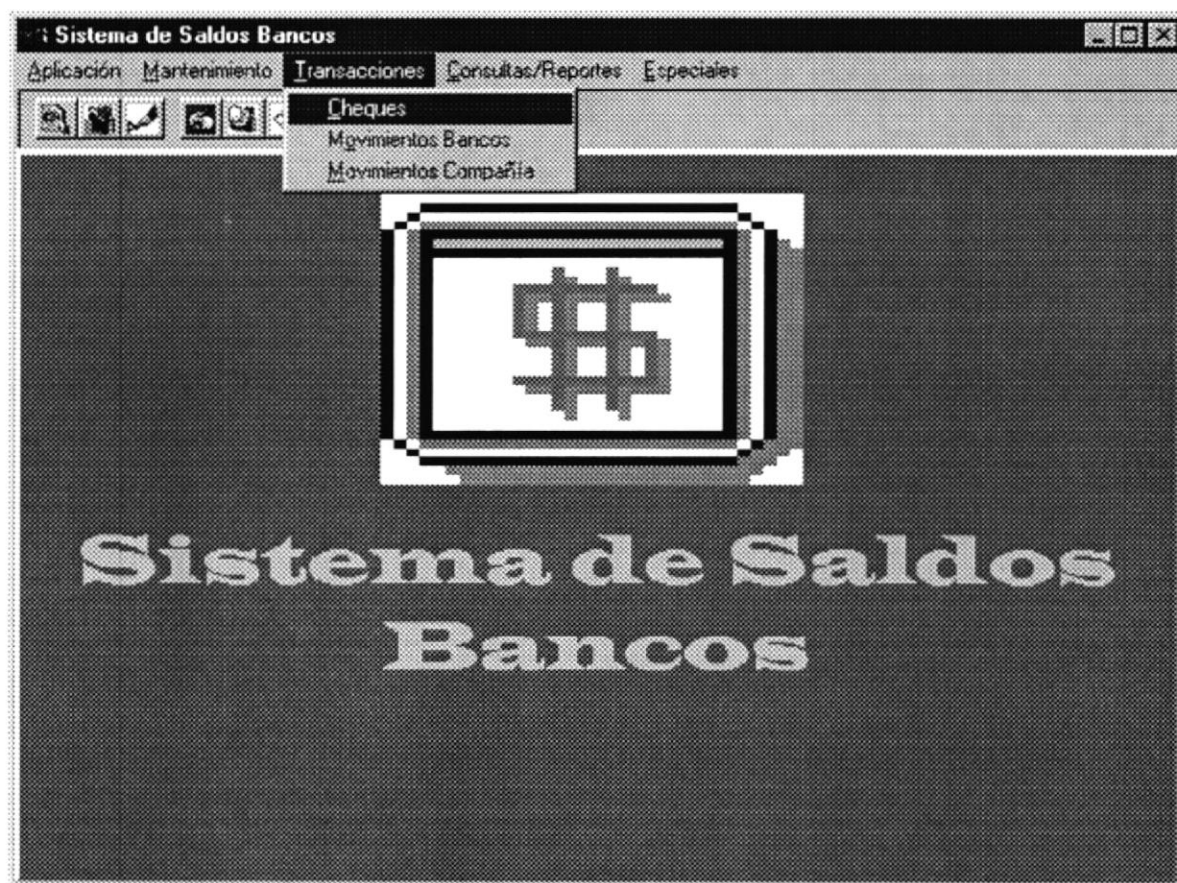 Sistema de Saldos Bancos
Aplicación Mantenimiento Transacciones Consultas/Reportes Especiales
Cheques
Movimientos Bancos
Movimientos Compañía
Sistema de Saldos
Bancos